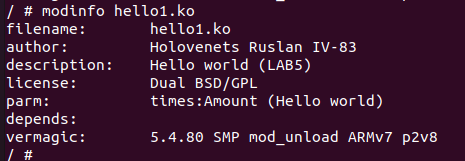 / # modinfo hello1.ko
filename:       hello1.ko
author:         Holovenets Ruslan IV-83
description:    Hello world (LAB5)
license:        Dual BSD/GPL
parm:           times:Amount (Hello world)
depends:
vermagic:       5.4.80 SMP mod_unload ARMv7 p2v8
/ #